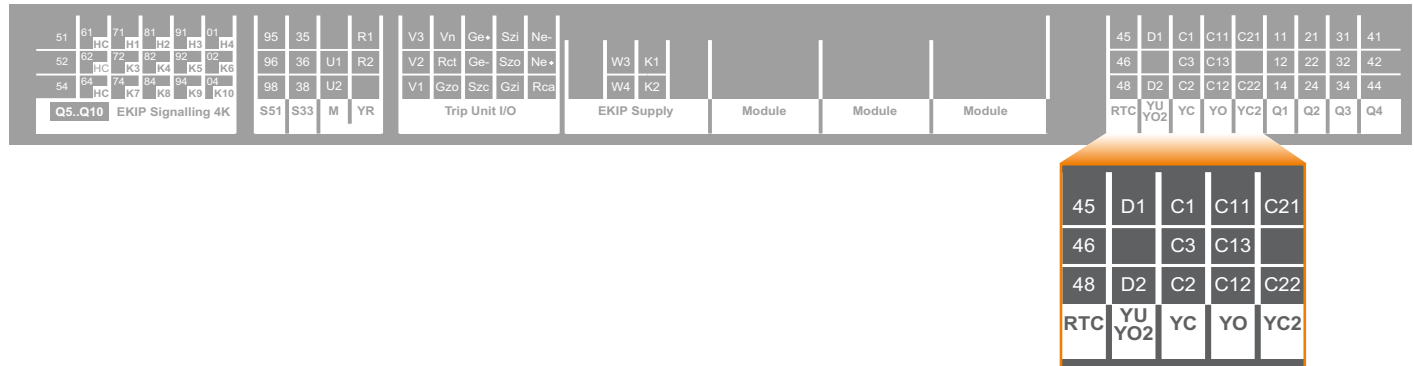 51 61 HC 71 H1 81 H2 91 H3 01 H4 95 35 R1 V3 Vn Ge+ Szi Ne- 45 D1 C1 C11 C21 11 21 31 41
52 62 HC 72 K3 82 K4 92 K5 02 K6 96 36 U1 R2 V2 Rct Ge- Szo Ne+ W3 K1 46 C3 C13 12 22 32 42
54 64 HC 74 K7 84 K8 94 K9 04 K10 98 38 U2 V1 Gzo Szc Gzi Rca W4 K2 48 D2 C2 C12 C22 14 24 34 44
Q5..Q10 EKIP Signalling 4K S51 S33 M YR Trip Unit I/O EKIP Supply Module Module Module RTC YU YO2 YC YO YC2 Q1 Q2 Q3 Q4
45 D1 C1 C11 C21
46 C3 C13
48 D2 C2 C12 C22
RTC YU YO2 YC YO YC2